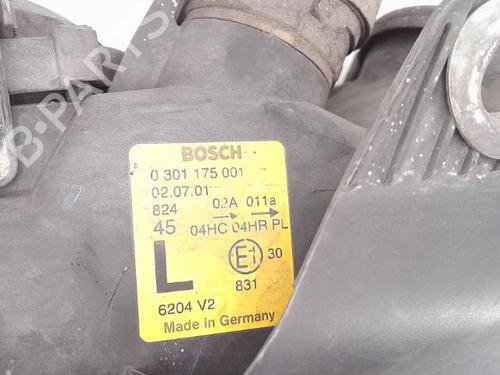 B-PARTS
BOSCH
0 301 175 001
02.07.01
824 02A 011a
45 04HC 04HR PL
L E1 30
831
6204 V2
Made in Germany